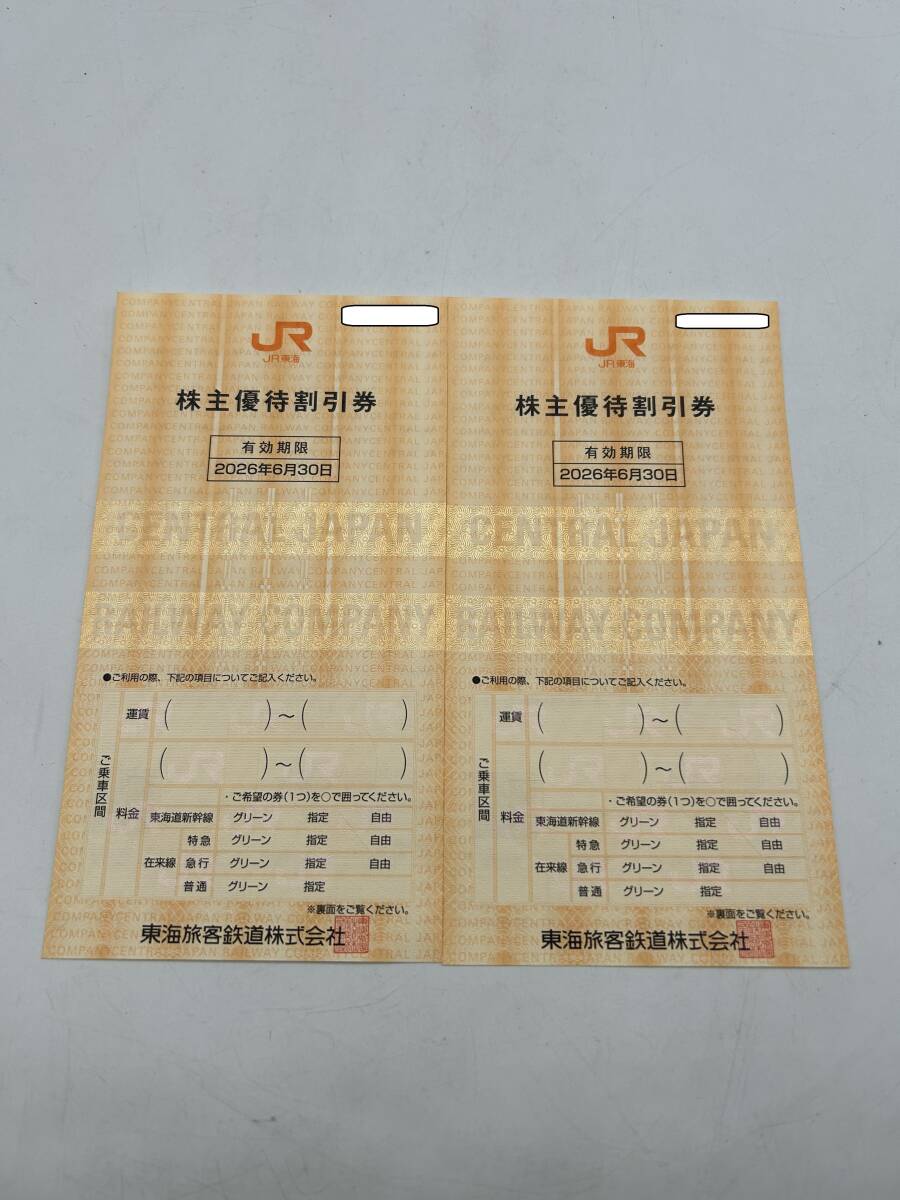 JR
JR東海
株主優待割引券
有効期限
2026年6月30日
CENTRAL JAPAN
RAILWAY COMPANY
●ご利用の際、下記の項目についてご記入ください。
ご乗車区間
運賃 ( )～( )
料金 ( )～( )
・ご希望の券(1つ)を○で囲ってください。
東海道新幹線 グリーン 指定 自由
在来線 特急 グリーン 指定 自由
急行 グリーン 指定 自由
普通 グリーン 指定
※裏面をご覧ください。
東海旅客鉄道株式会社
JR
JR東海
株主優待割引券
有効期限
2026年6月30日
CENTRAL JAPAN
RAILWAY COMPANY
●ご利用の際、下記の項目についてご記入ください。
ご乗車区間
運賃 ( )～( )
料金 ( )～( )
・ご希望の券(1つ)を○で囲ってください。
東海道新幹線 グリーン 指定 自由
在来線 特急 グリーン 指定 自由
急行 グリーン 指定 自由
普通 グリーン 指定
※裏面をご覧ください。
東海旅客鉄道株式会社